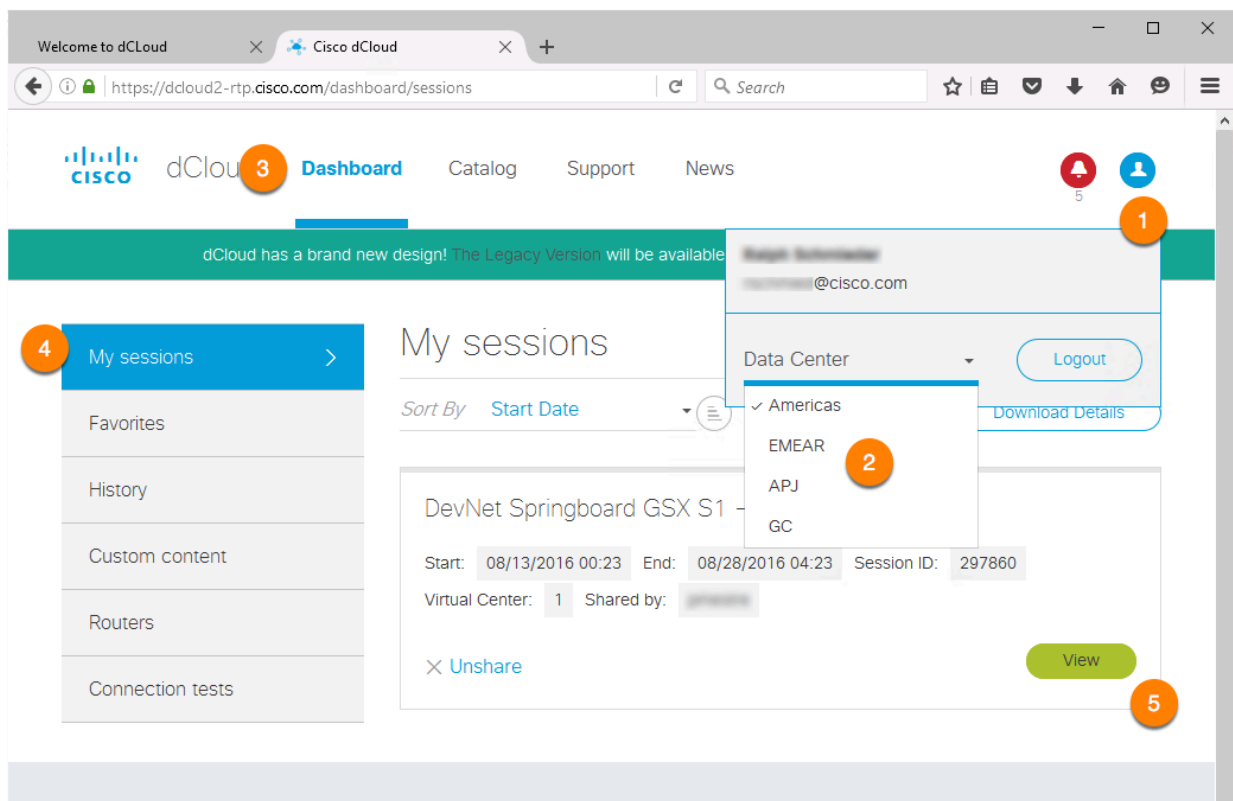 Welcome to dCLoud
Cisco dCloud
https://dcloud2-rtp.cisco.com/dashboard/sessions
Search
CISCO
3 Dashboard Catalog Support News
5
1
dCloud has a brand new design! The Legacy Version will be available
@cisco.com
Data Center
Logout
Americas
EMEAR
APJ
GC
2
4
My sessions
Favorites
History
Custom content
Routers
Connection tests
My sessions
Sort By Start Date
Download Details
DevNet Springboard GSX S1 -
Start: 08/13/2016 00:23 End: 08/28/2016 04:23 Session ID: 297860
Virtual Center: 1 Shared by:
Unshare
View
5